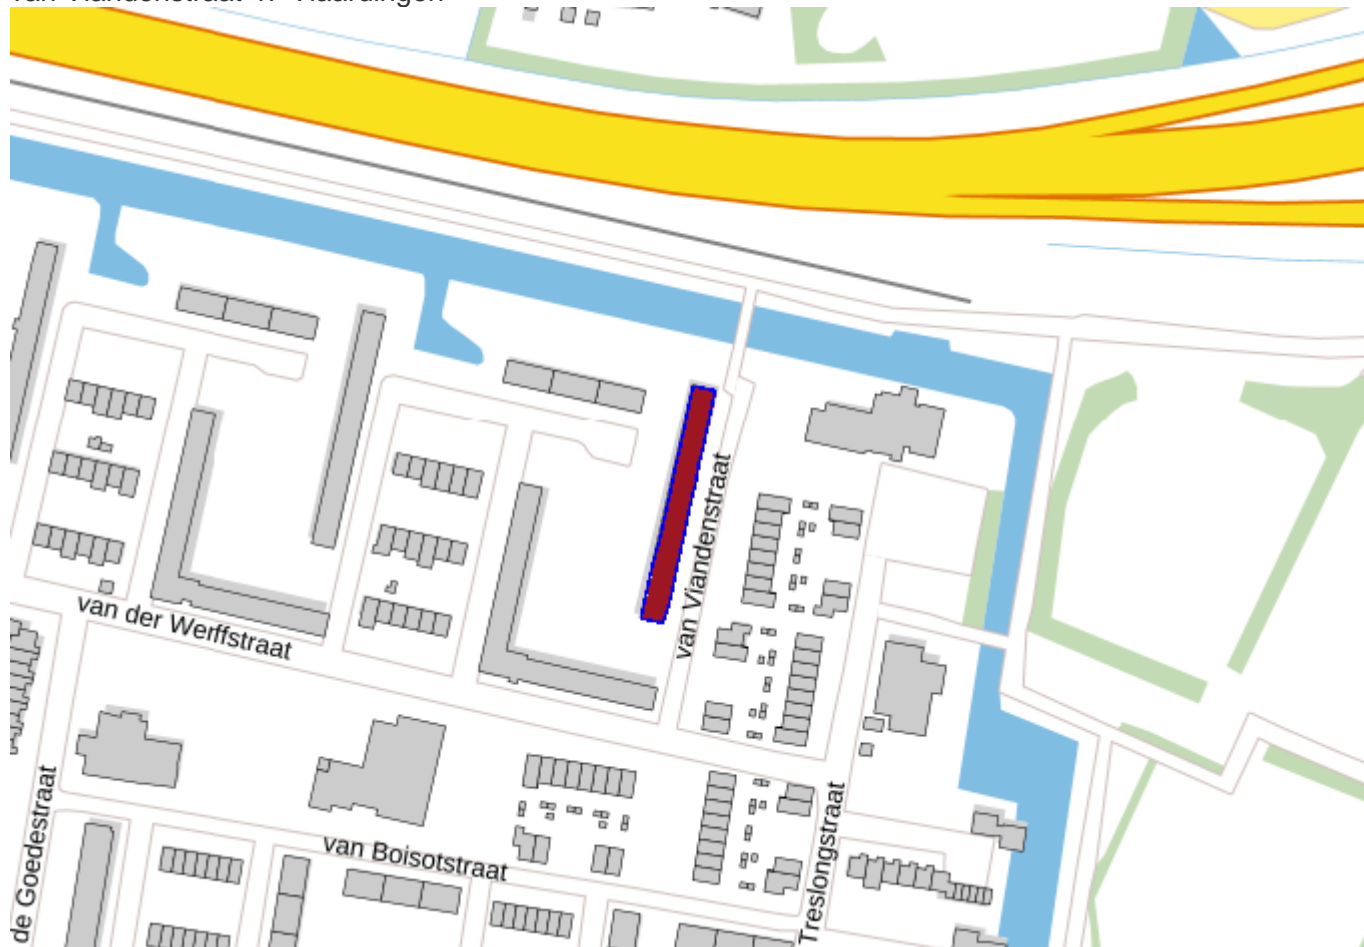 van Viandenstraat
van der Werffstraat
van Boisotstraat
de Goedestraat
Treslongstraat